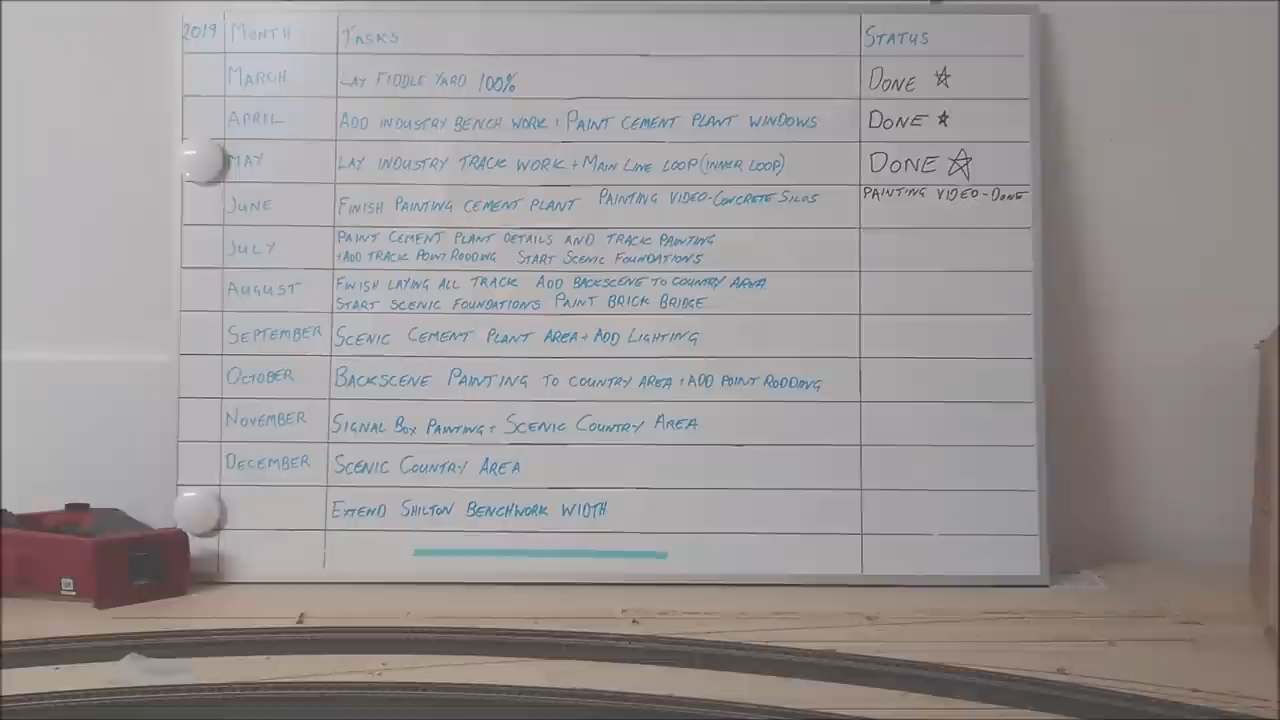 2019 MONTH TASKS STATUS
MARCH LAY FIDDLE YARD 100% DONE
APRIL ADD INDUSTRY BENCH WORK + PAINT CEMENT PLANT WINDOWS DONE
MAY LAY INDUSTRY TRACK WORK + MAIN LINE LOOP (INNER LOOP) DONE
JUNE FINISH PAINTING CEMENT PLANT PAINTING VIDEO-CONCRETE SILOS PAINTING VIDEO-DONE
JULY PAINT CEMENT PLANT DETAILS AND TRACK PAINTING
+ADD TRACK POINT RODDING START SCENIC FOUNDATIONS
AUGUST FINISH LAYING ALL TRACK ADD BACKSCENE TO COUNTRY AREA
START SCENIC FOUNDATIONS PAINT BRICK BRIDGE
SEPTEMBER SCENIC CEMENT PLANT AREA + ADD LIGHTING
OCTOBER BACKSCENE PAINTING TO COUNTRY AREA + ADD POINT RODDING
NOVEMBER SIGNAL BOX PAINTING + SCENIC COUNTRY AREA
DECEMBER SCENIC COUNTRY AREA
EXTEND SHILTON BENCHWORK WIDTH